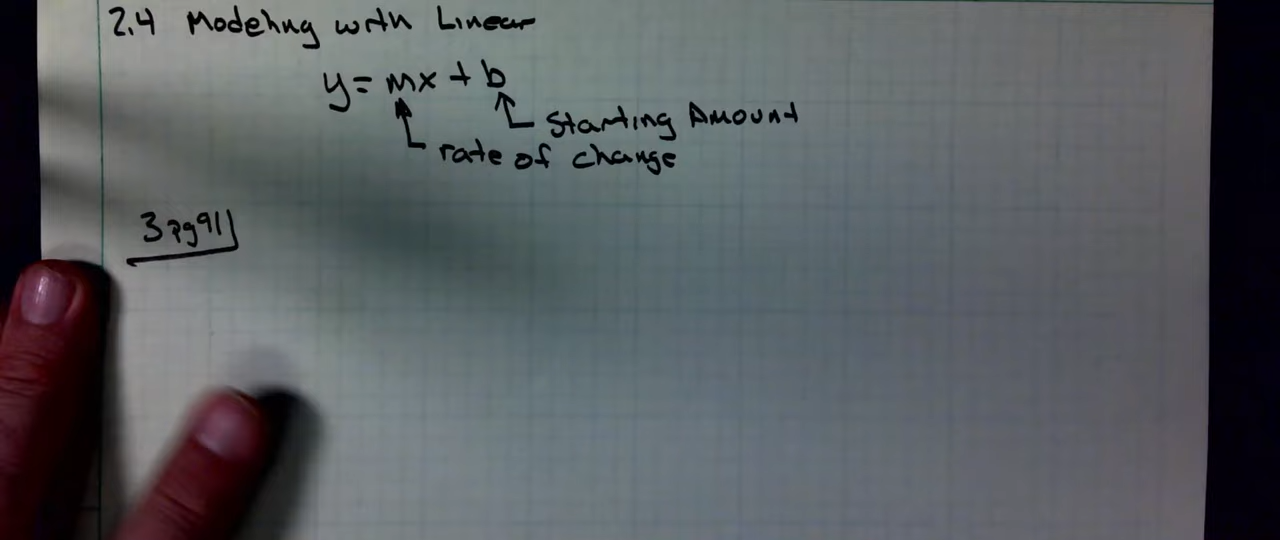 2.4 Modeling with Linear
y = mx + b
Starting Amount
rate of change
3 pg 91